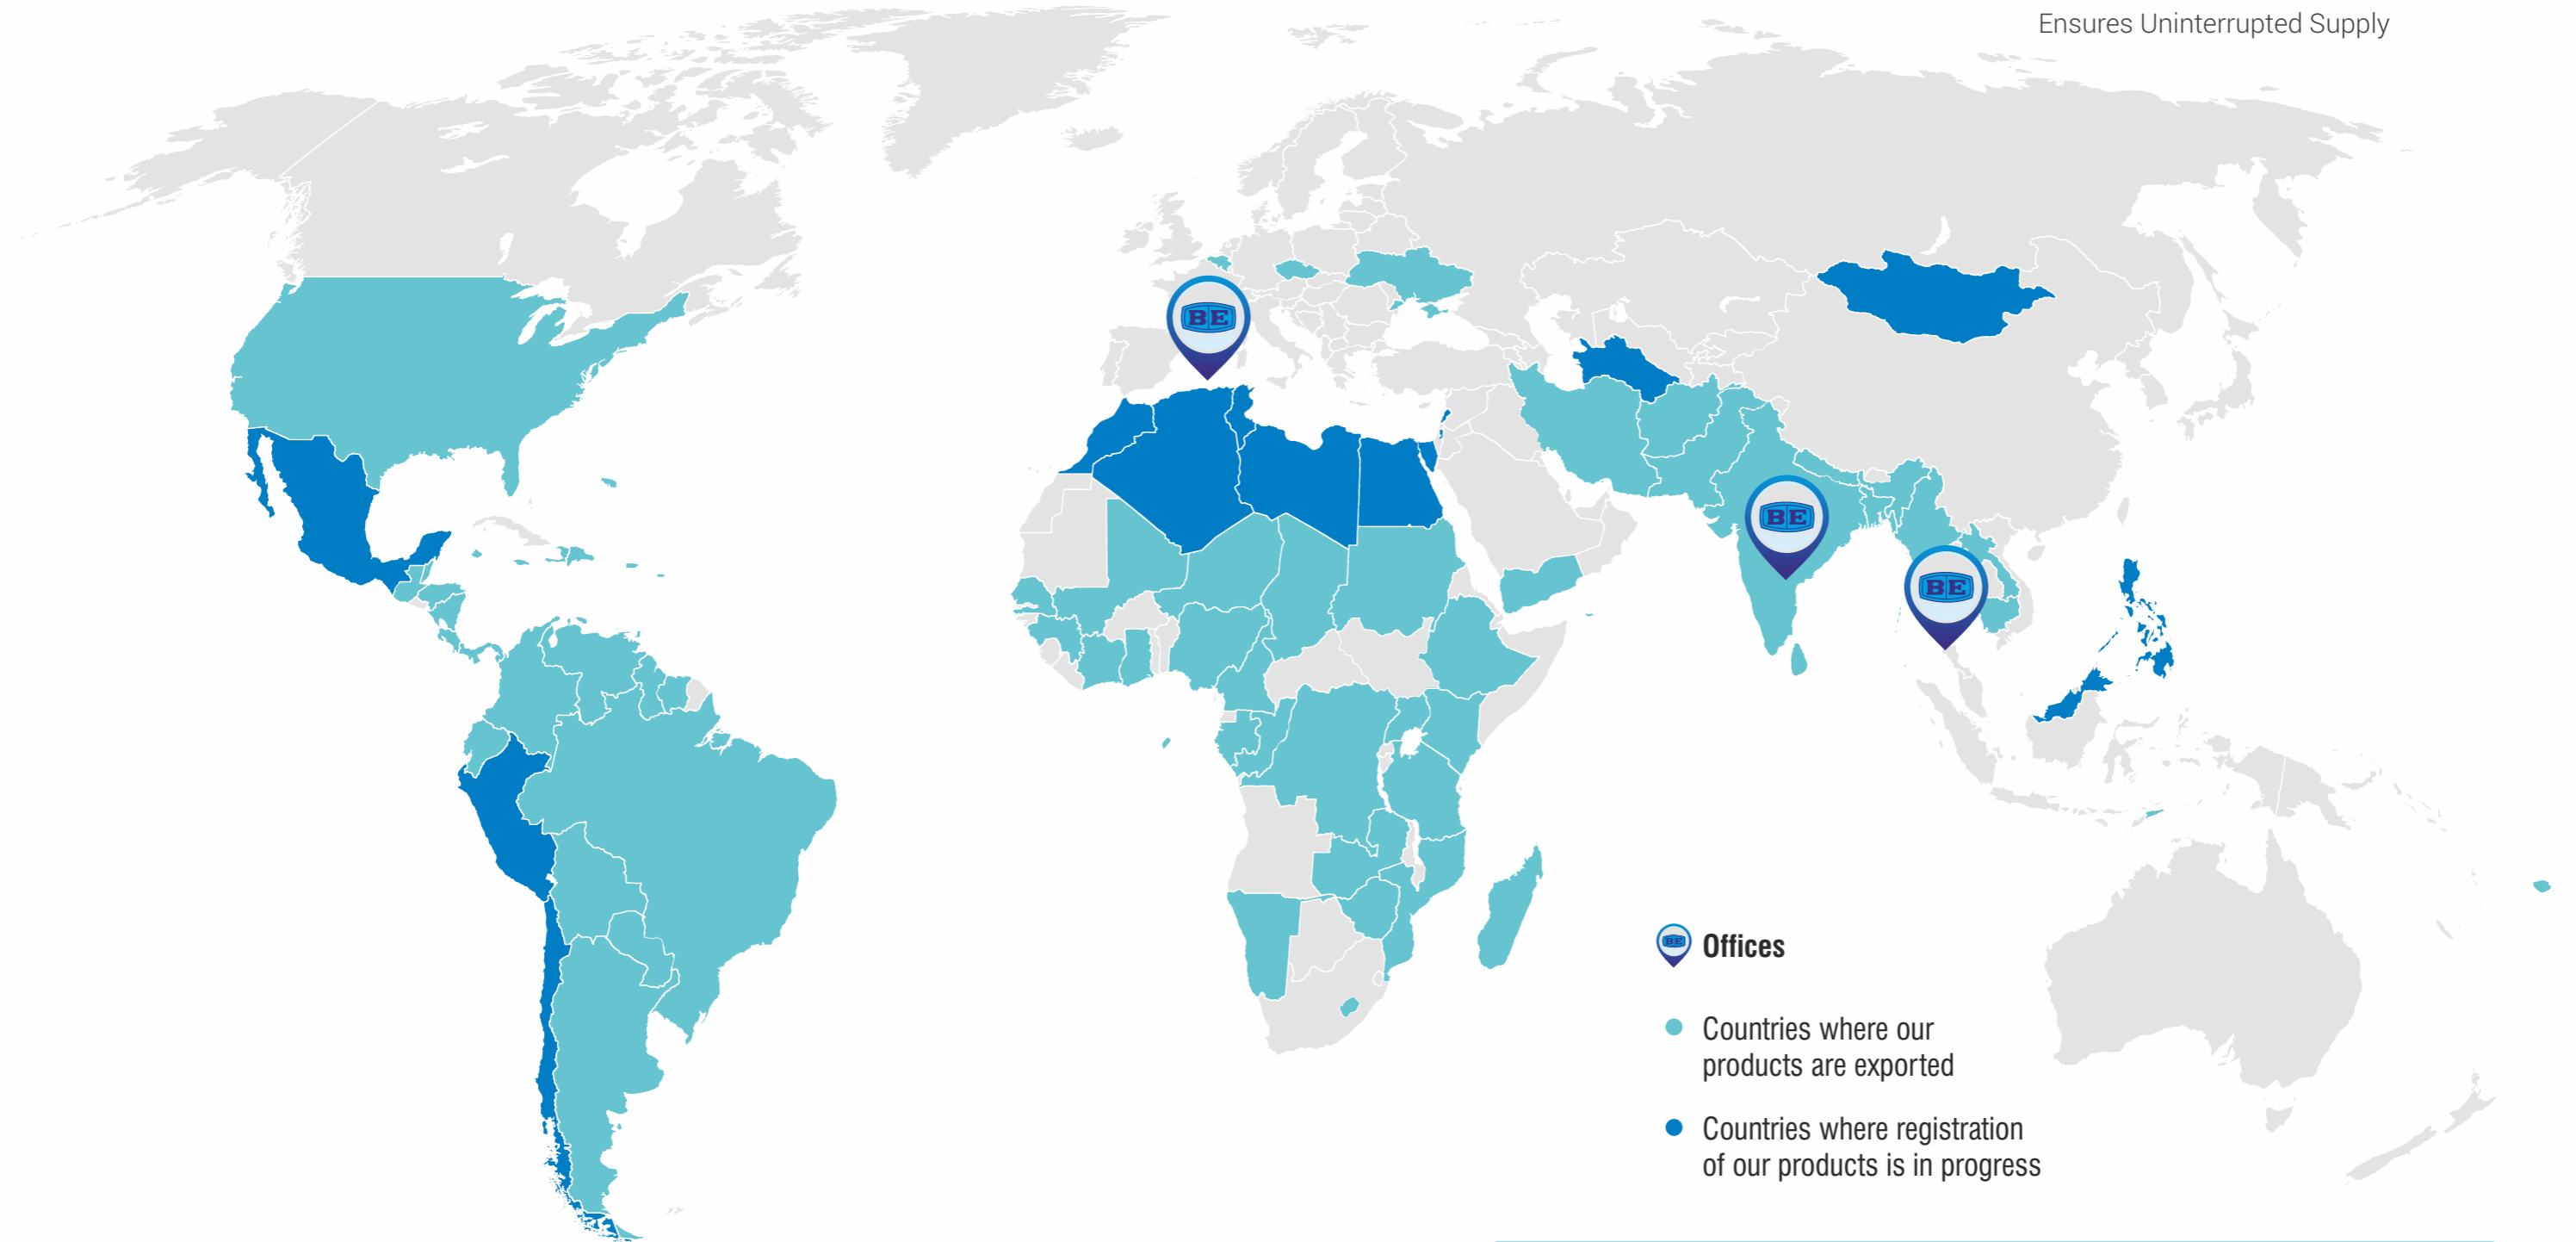 Ensures Uninterrupted Supply
BE
BE
BE
BE
Offices
Countries where our
products are exported
Countries where registration
of our products is in progress